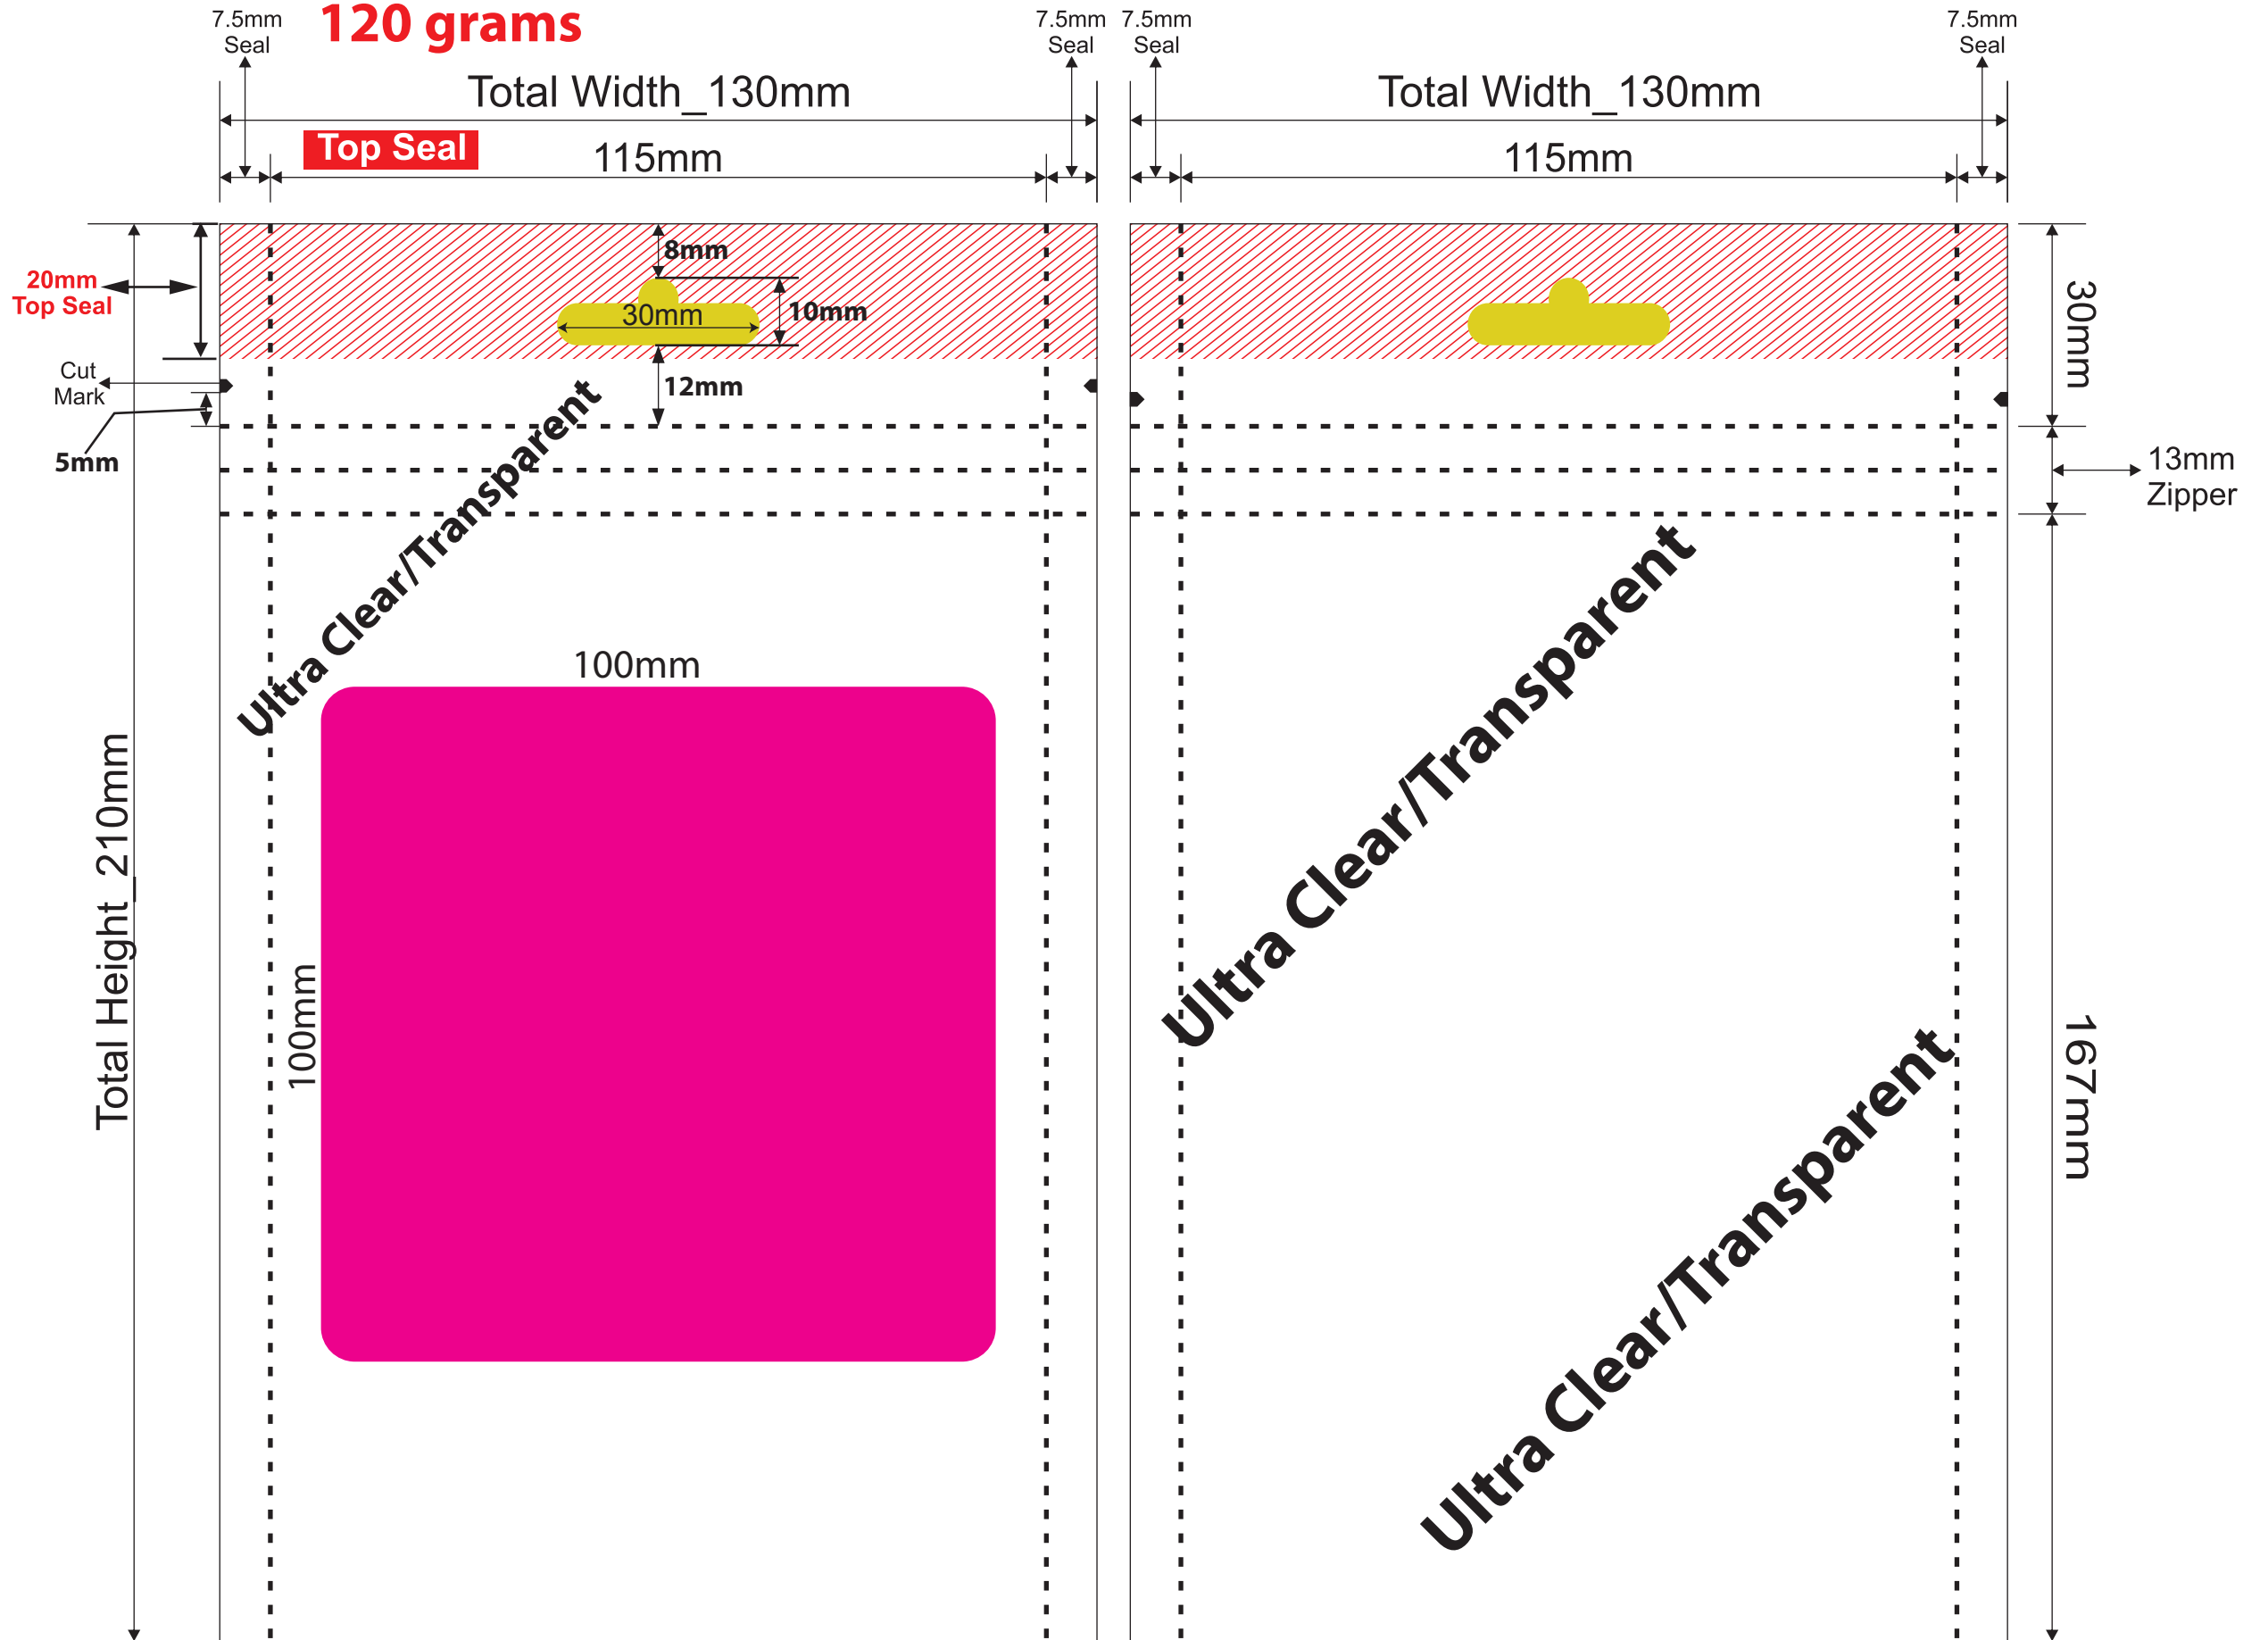 7.5mm
Seal
120 grams
7.5mm
Seal
7.5mm
Seal
7.5mm
Seal
Total Width_130mm
Total Width_130mm
Top Seal
115mm
115mm
8mm
20mm
Top Seal
30mm
10mm
30mm
Cut
Mark
12mm
5mm
13mm
Zipper
Ultra Clear/Transparent
Ultra Clear/Transparent
100mm
Total Height_210mm
100mm
167mm
Ultra Clear/Transparent